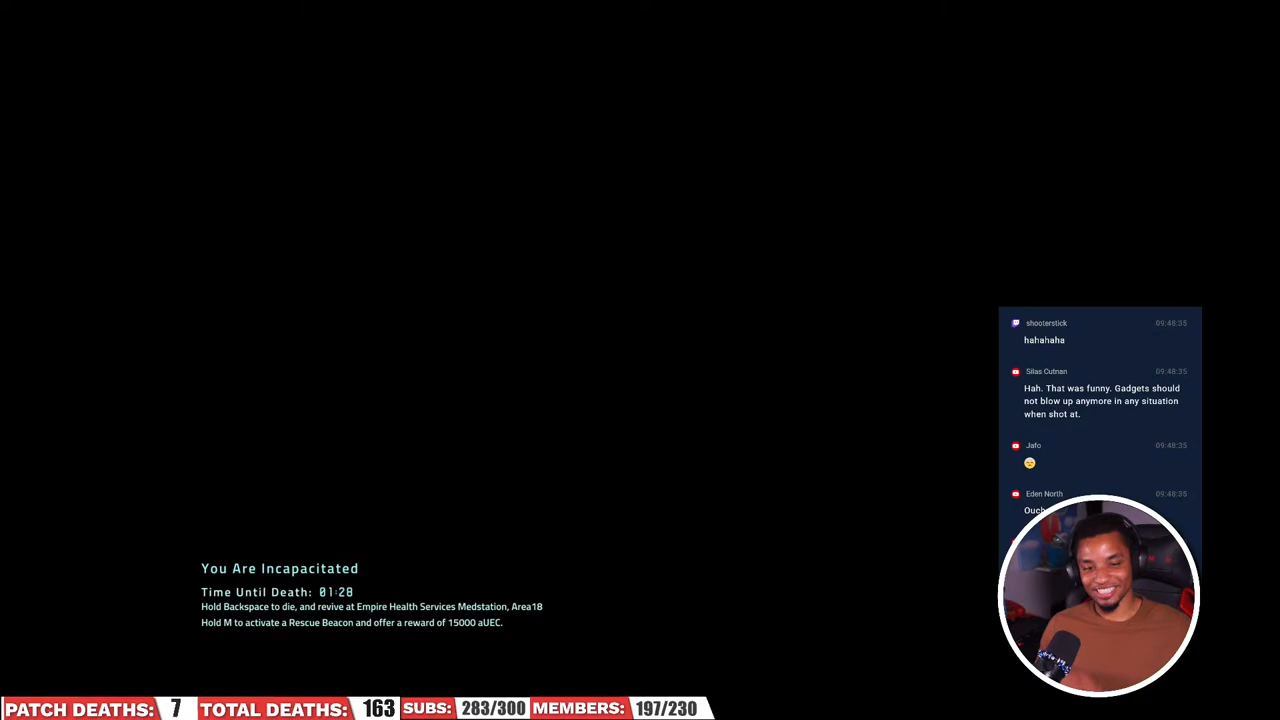 shooterstick 09:48:35
hahahaha
Silas Cutnan 09:48:35
Hah. That was funny. Gadgets should
not blow up anymore in any situation
when shot at.
Jafo 09:48:35
Eden North 09:48:35
You Are Incapacitated
Time Until Death: 01:28
Hold Backspace to die, and revive at Empire Health Services Medstation, Area18
Hold M to activate a Rescue Beacon and offer a reward of 15000 aUEC.
PATCH DEATHS: 7 TOTAL DEATHS: 163 SUBS: 283/300 MEMBERS: 197/230